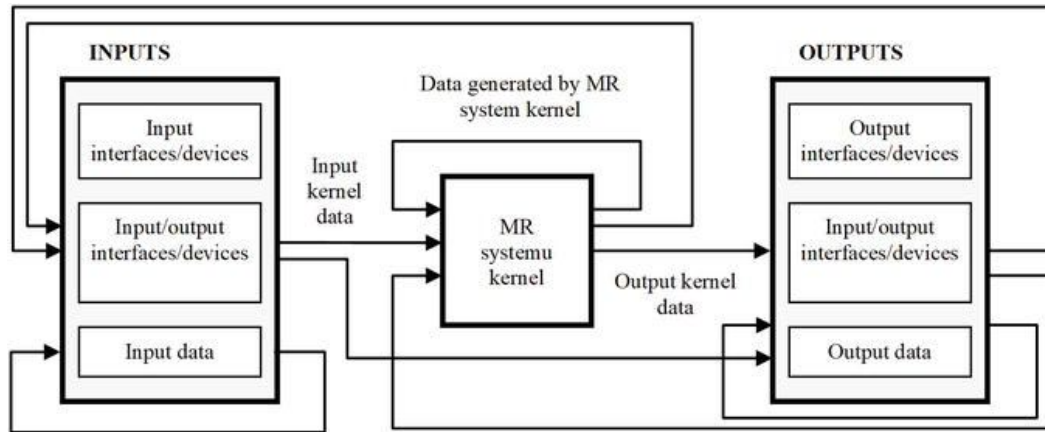 INPUTS
Input
interfaces/devices
Input/output
interfaces/devices
Input data
Input
kernel
data
Data generated by MR
system kernel
MR
systemu
kernel
Output kernel
data
OUTPUTS
Output
interfaces/devices
Input/output
interfaces/devices
Output data